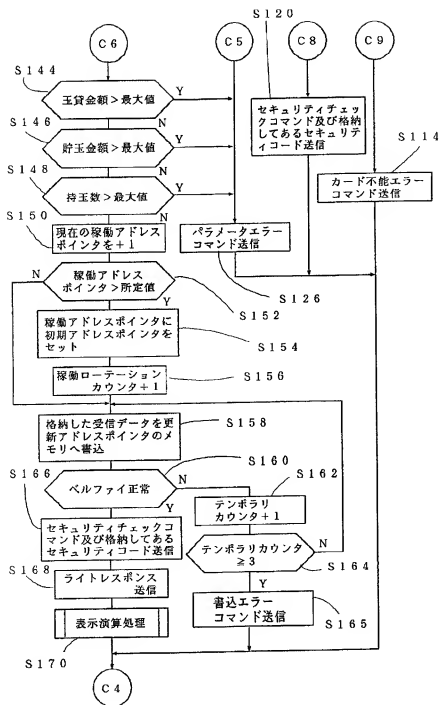 C6
C5
C8
C9
S120
S144
玉貸金額＞最大値
Y
N
S146
貯玉金額＞最大値
Y
N
S148
持玉数＞最大値
Y
N
セキュリティチェッ
クコマンド及び格納
してあるセキュリ
ティコード送信
S114
カード不能エラー
コマンド送信
S150
現在の稼働アドレス
ポインタを＋1
パラメータエラー
コマンド送信
S126
N
稼働アドレス
ポインタ＞所定値
Y
S152
稼働アドレスポインタに
初期アドレスポインタを
セット
S154
稼働ローテーション
カウンタ＋1
S156
格納した受信データを更
新アドレスポインタのメ
モリへ書込
S158
S160
S166
ベルファイ正常
N
Y
S162
テンポラリ
カウンタ＋1
セキュリティチェックコ
マンド及び格納してある
セキュリティコード送信
テンポラリカウンタ
≧3
N
Y
S164
S168
ライトレスポンス
送信
書込エラー
コマンド送信
S165
表示演算処理
S170
C4